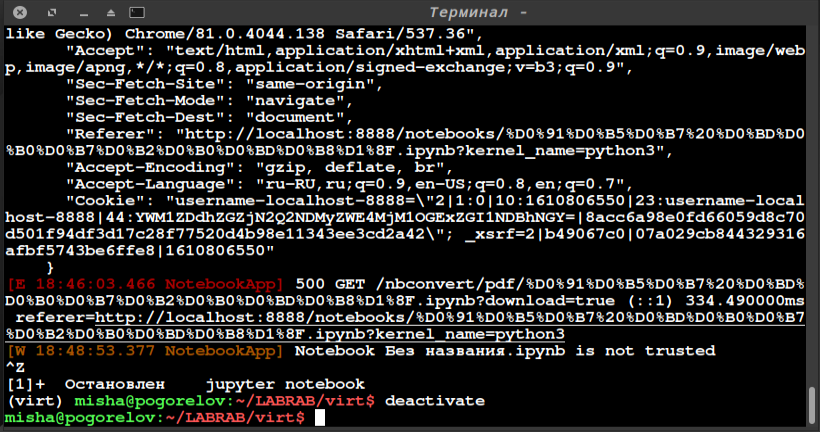 Терминал -
like Gecko) Chrome/81.0.4044.138 Safari/537.36",
"Accept": "text/html,application/xhtml+xml,application/xml;q=0.9,image/web
p,image/apng,*/*;q=0.8,application/signed-exchange;v=b3;q=0.9",
"Sec-Fetch-Site": "same-origin",
"Sec-Fetch-Mode": "navigate",
"Sec-Fetch-Dest": "document",
"Referer": "http://localhost:8888/notebooks/%D0%91%D0%B5%D0%B7%20%D0%BD%D0
%B0%D0%B7%D0%B2%D0%B0%D0%BD%D0%B8%D1%8F.ipynb?kernel_name=python3",
"Accept-Encoding": "gzip, deflate, br",
"Accept-Language": "ru-RU,ru;q=0.9,en-US;q=0.8,en;q=0.7",
"Cookie": "username-localhost-8888=\"2|1:0|10:1610806550|23:username-local
host-8888|44:YWM1ZDdhZGZjN2Q2NDMyZWE4MjM1OGExZGI1NDBhNGY=|8acc6a98e0fd66059d8c70
d501f94df3d17c28f77520d4b98e11343ee3cd2a42\"; _xsrf=2|b49067c0|07a029cb844329316
afbf5743be6ffe8|1610806550"
}
[E 18:46:03.466 NotebookApp] 500 GET /nbconvert/pdf/%D0%91%D0%B5%D0%B7%20%D0%BD%
D0%B0%D0%B7%D0%B2%D0%B0%D0%BD%D0%B8%D1%8F.ipynb?download=true (::1) 334.490000ms
referer=http://localhost:8888/notebooks/%D0%91%D0%B5%D0%B7%20%D0%BD%D0%B0%D0%B7
%D0%B2%D0%B0%D0%BD%D0%B8%D1%8F.ipynb?kernel_name=python3
[W 18:48:53.377 NotebookApp] Notebook Без названия.ipynb is not trusted
^Z
[1]+  Остановлен    jupyter notebook
(virt) misha@pogorelov:~/LABRAB/virt$ deactivate
misha@pogorelov:~/LABRAB/virt$